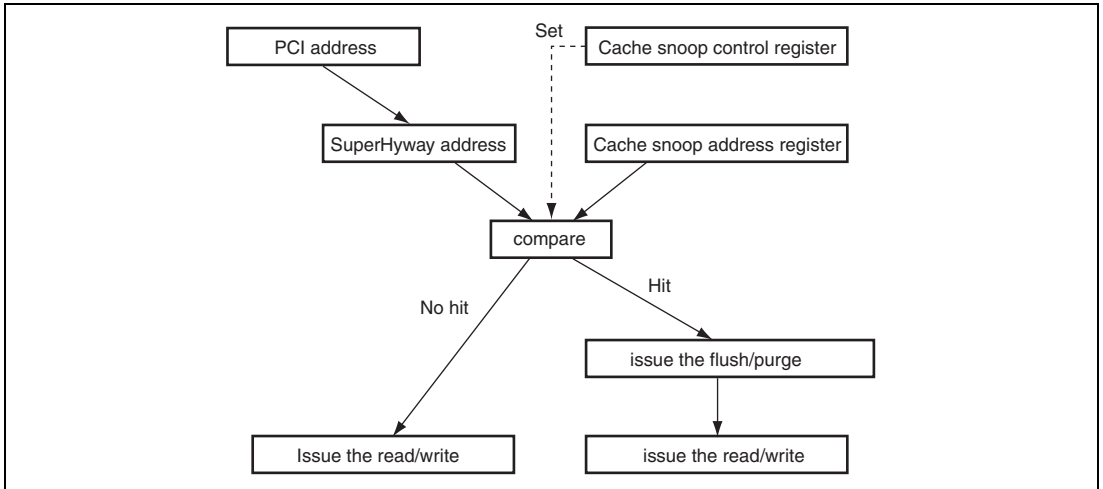 Set
PCI address
Cache snoop control register
SuperHyway address
Cache snoop address register
compare
Hit
No hit
issue the flush/purge
Issue the read/write
issue the read/write